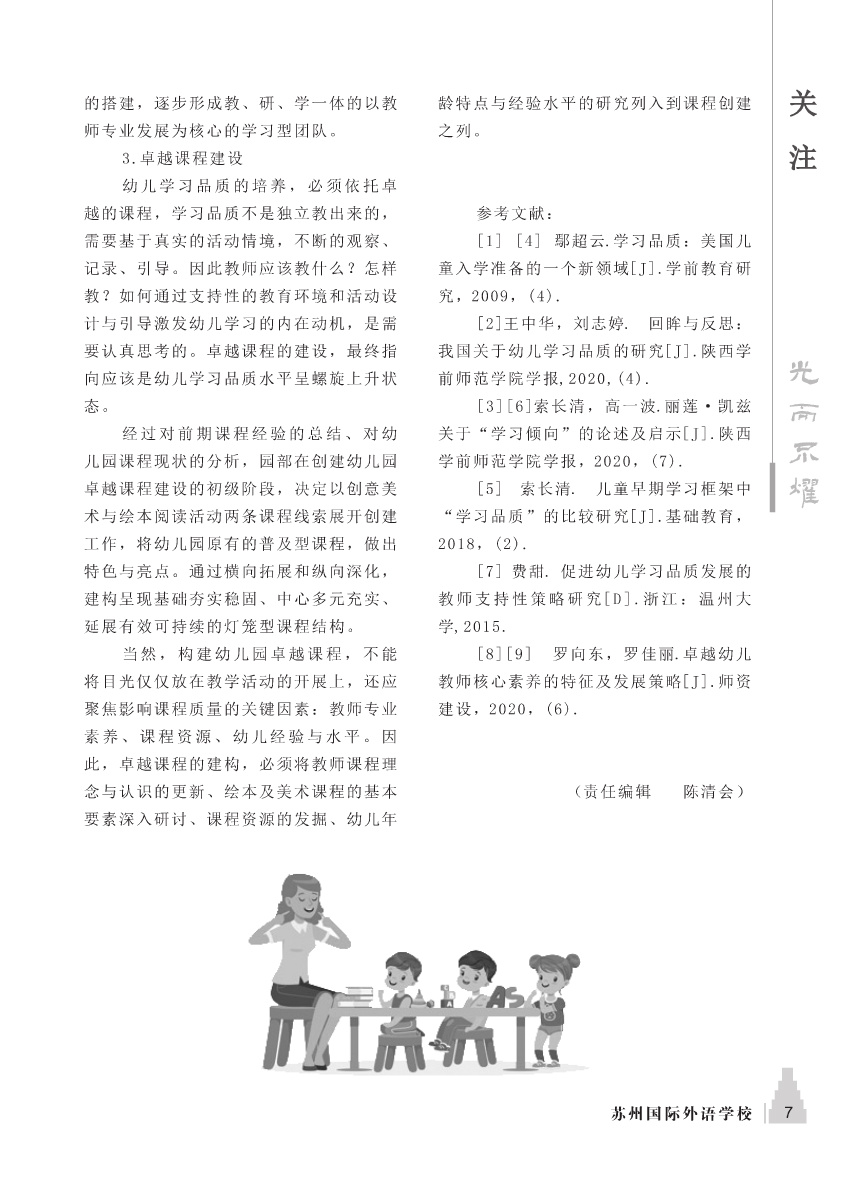 的搭建，逐步形成教、研、学一体的以教
师专业发展为核心的学习型团队。
3.卓越课程建设
幼儿学习品质的培养，必须依托卓
越的课程，学习品质不是独立教出来的，
需要基于真实的活动情境，不断的观察、
记录、引导。因此教师应该教什么？怎样
教？如何通过支持性的教育环境和活动设
计与引导激发幼儿学习的内在动机，是需
要认真思考的。卓越课程的建设，最终指
向应该是幼儿学习品质水平呈螺旋上升状
态。
经过对前期课程经验的总结、对幼
儿园课程现状的分析，园部在创建幼儿园
卓越课程建设的初级阶段，决定以创意美
术与绘本阅读活动两条课程线索展开创建
工作，将幼儿园原有的普及型课程，做出
特色与亮点。通过横向拓展和纵向深化，
建构呈现基础夯实稳固、中心多元充实、
延展有效可持续的灯笼型课程结构。
当然，构建幼儿园卓越课程，不能
将目光仅仅放在教学活动的开展上，还应
聚焦影响课程质量的关键因素：教师专业
素养、课程资源、幼儿经验与水平。因
此，卓越课程的建构，必须将教师课程理
念与认识的更新、绘本及美术课程的基本
要素深入研讨、课程资源的发掘、幼儿年
龄特点与经验水平的研究列入到课程创建
之列。
参考文献：
[1] [4] 鄢超云.学习品质：美国儿
童入学准备的一个新领域[J].学前教育研
究，2009，(4).
[2]王中华，刘志婷. 回眸与反思：
我国关于幼儿学习品质的研究[J].陕西学
前师范学院学报,2020,(4).
[3][6]索长清，高一波.丽莲·凯兹
关于“学习倾向”的论述及启示[J].陕西
学前师范学院学报，2020，(7).
[5] 索长清. 儿童早期学习框架中
“学习品质”的比较研究[J].基础教育，
2018，(2).
[7] 费甜. 促进幼儿学习品质发展的
教师支持性策略研究[D].浙江：温州大
学,2015.
[8][9] 罗向东，罗佳丽.卓越幼儿
教师核心素养的特征及发展策略[J].师资
建设，2020，(6).
（责任编辑 陈清会）
关注
光而不耀
AS
苏州国际外语学校
7